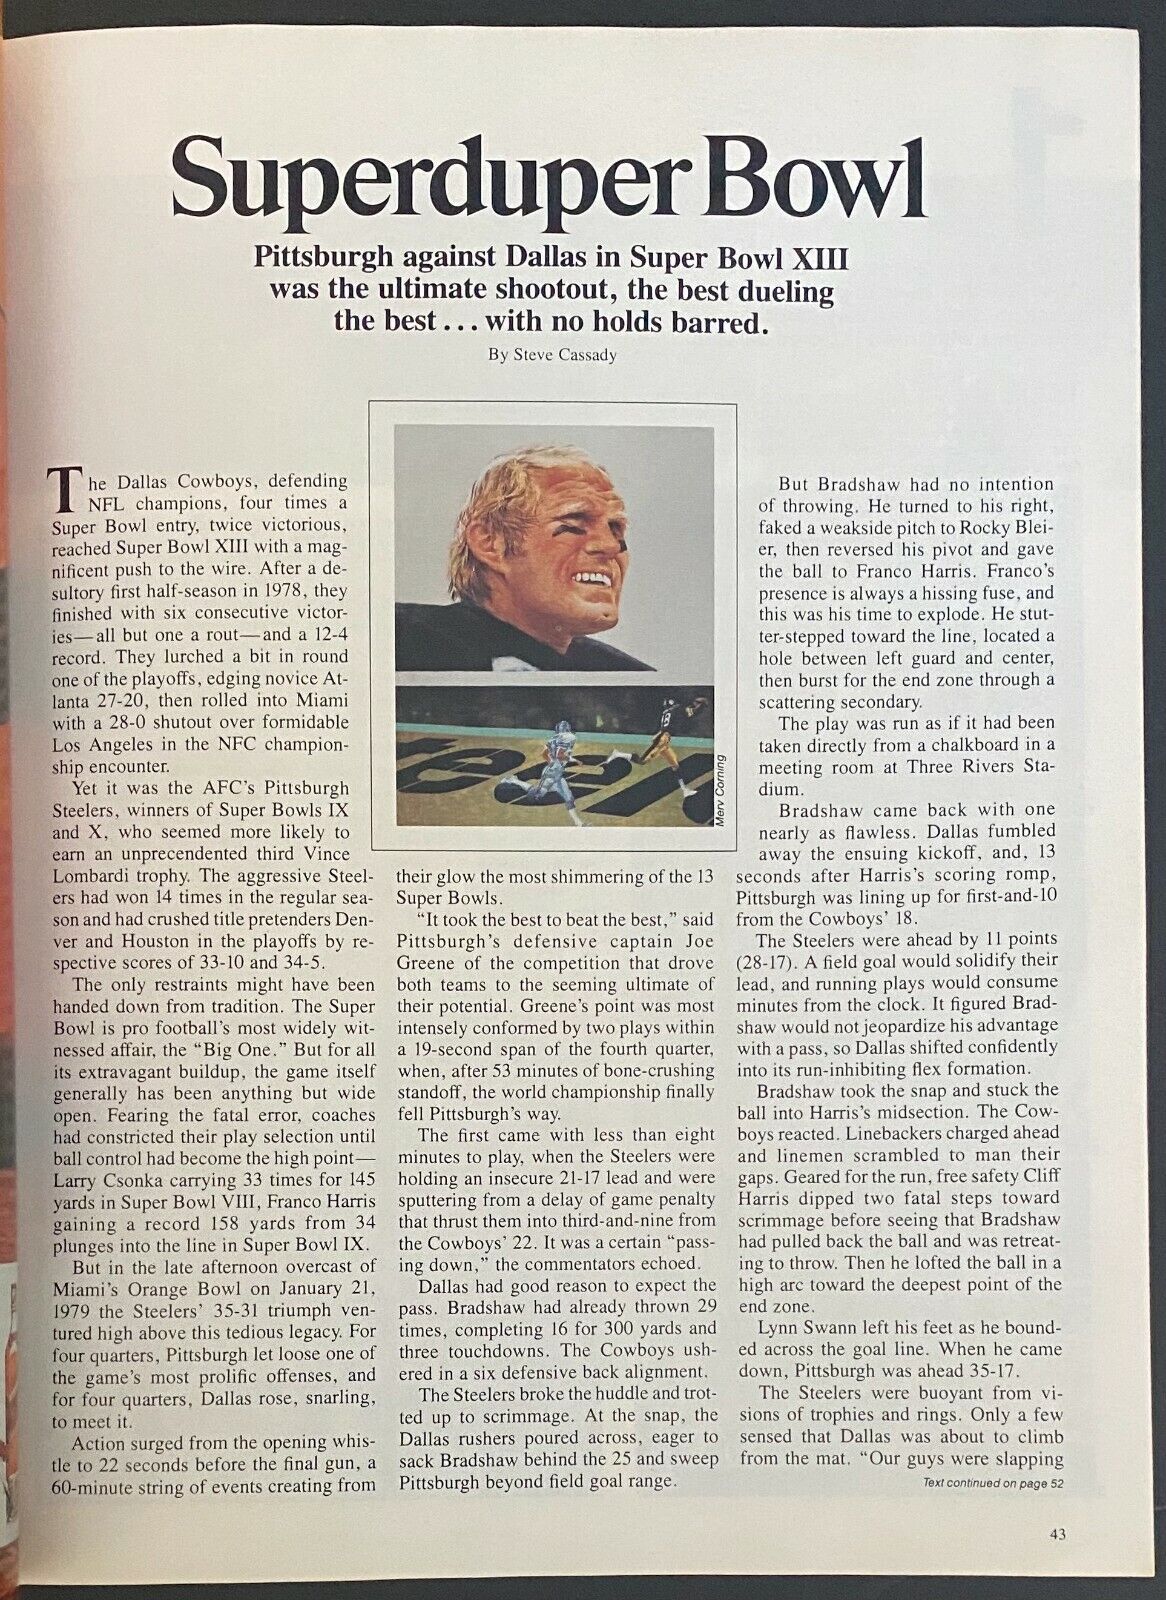 Superduper Bowl
Pittsburgh against Dallas in Super Bowl XIII
was the ultimate shootout, the best dueling
the best . . . with no holds barred.
By Steve Cassady
The Dallas Cowboys, defending
NFL champions, four times a
Super Bowl entry, twice victorious,
reached Super Bowl XIII with a mag-
nificent push to the wire. After a de-
sultory first half-season in 1978, they
finished with six consecutive victor-
ies—all but one a rout—and a 12-4
record. They lurched a bit in round
one of the playoffs, edging novice At-
lanta 27-20, then rolled into Miami
with a 28-0 shutout over formidable
Los Angeles in the NFC champion-
ship encounter.
Yet it was the AFC's Pittsburgh
Steelers, winners of Super Bowls IX
and X, who seemed more likely to
earn an unprecendented third Vince
Lombardi trophy. The aggressive Steel-
ers had won 14 times in the regular sea-
son and had crushed title pretenders Den-
ver and Houston in the playoffs by re-
spective scores of 33-10 and 34-5.
The only restraints might have been
handed down from tradition. The Super
Bowl is pro football's most widely wit-
nessed affair, the "Big One." But for all
its extravagant buildup, the game itself
generally has been anything but wide
open. Fearing the fatal error, coaches
had constricted their play selection until
ball control had become the high point—
Larry Csonka carrying 33 times for 145
yards in Super Bowl VIII, Franco Harris
gaining a record 158 yards from 34
plunges into the line in Super Bowl IX.
But in the late afternoon overcast of
Miami's Orange Bowl on January 21,
1979 the Steelers' 35-31 triumph ven-
tured high above this tedious legacy. For
four quarters, Pittsburgh let loose one of
the game's most prolific offenses, and
for four quarters, Dallas rose, snarling,
to meet it.
Action surged from the opening whis-
tle to 22 seconds before the final gun, a
60-minute string of events creating from
Merv Corning
their glow the most shimmering of the 13
Super Bowls.
"It took the best to beat the best," said
Pittsburgh's defensive captain Joe
Greene of the competition that drove
both teams to the seeming ultimate of
their potential. Greene's point was most
intensely conformed by two plays within
a 19-second span of the fourth quarter,
when, after 53 minutes of bone-crushing
standoff, the world championship finally
fell Pittsburgh's way.
The first came with less than eight
minutes to play, when the Steelers were
holding an insecure 21-17 lead and were
sputtering from a delay of game penalty
that thrust them into third-and-nine from
the Cowboys' 22. It was a certain "pass-
ing down," the commentators echoed.
Dallas had good reason to expect the
pass. Bradshaw had already thrown 29
times, completing 16 for 300 yards and
three touchdowns. The Cowboys ush-
ered in a six defensive back alignment.
The Steelers broke the huddle and trot-
ted up to scrimmage. At the snap, the
Dallas rushers poured across, eager to
sack Bradshaw behind the 25 and sweep
Pittsburgh beyond field goal range.
But Bradshaw had no intention
of throwing. He turned to his right,
faked a weakside pitch to Rocky Blei-
er, then reversed his pivot and gave
the ball to Franco Harris. Franco's
presence is always a hissing fuse, and
this was his time to explode. He stut-
ter-stepped toward the line, located a
hole between left guard and center,
then burst for the end zone through a
scattering secondary.
The play was run as if it had been
taken directly from a chalkboard in a
meeting room at Three Rivers Sta-
dium.
Bradshaw came back with one
nearly as flawless. Dallas fumbled
away the ensuing kickoff, and, 13
seconds after Harris's scoring romp,
Pittsburgh was lining up for first-and-10
from the Cowboys' 18.
The Steelers were ahead by 11 points
(28-17). A field goal would solidify their
lead, and running plays would consume
minutes from the clock. It figured Brad-
shaw would not jeopardize his advantage
with a pass, so Dallas shifted confidently
into its run-inhibiting flex formation.
Bradshaw took the snap and stuck the
ball into Harris's midsection. The Cow-
boys reacted. Linebackers charged ahead
and linemen scrambled to man their
gaps. Geared for the run, free safety Cliff
Harris dipped two fatal steps toward
scrimmage before seeing that Bradshaw
had pulled back the ball and was retreat-
ing to throw. Then he lofted the ball in a
high arc toward the deepest point of the
end zone.
Lynn Swann left his feet as he bound-
ed across the goal line. When he came
down, Pittsburgh was ahead 35-17.
The Steelers were buoyant from vi-
sions of trophies and rings. Only a few
sensed that Dallas was about to climb
from the mat. "Our guys were slapping
Text continued on page 52
43